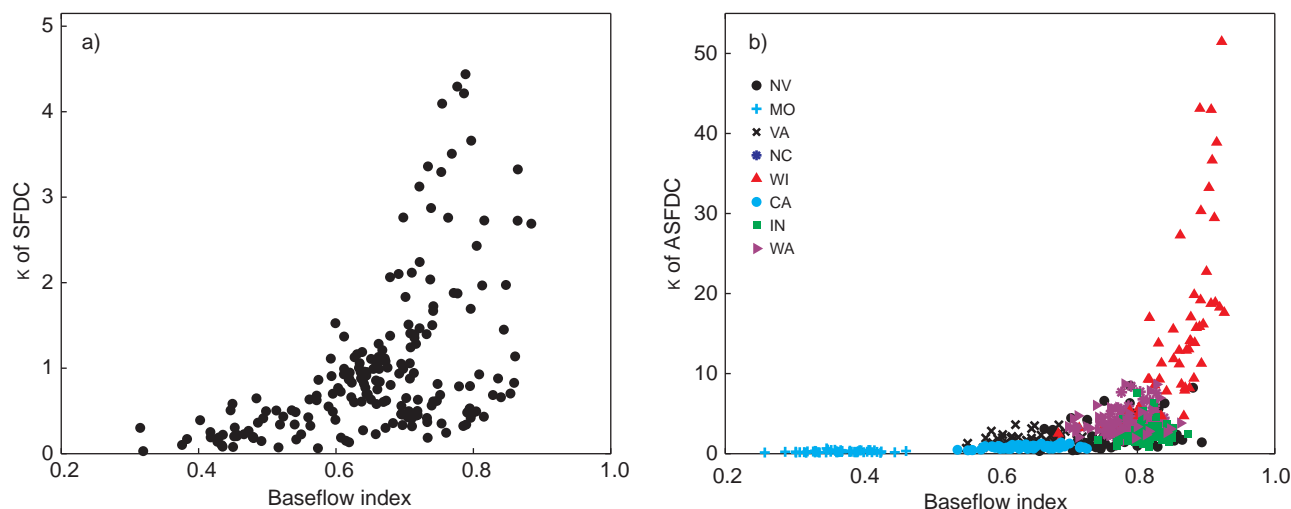 a)
5
4
3
2
1
0
κ of SFDC
0.2 0.4 0.6 0.8 1.0
Baseflow index
b)
50
40
30
20
10
0
κ of ASFDC
NV
MO
VA
NC
WI
CA
IN
WA
0.2 0.4 0.6 0.8 1.0
Baseflow index